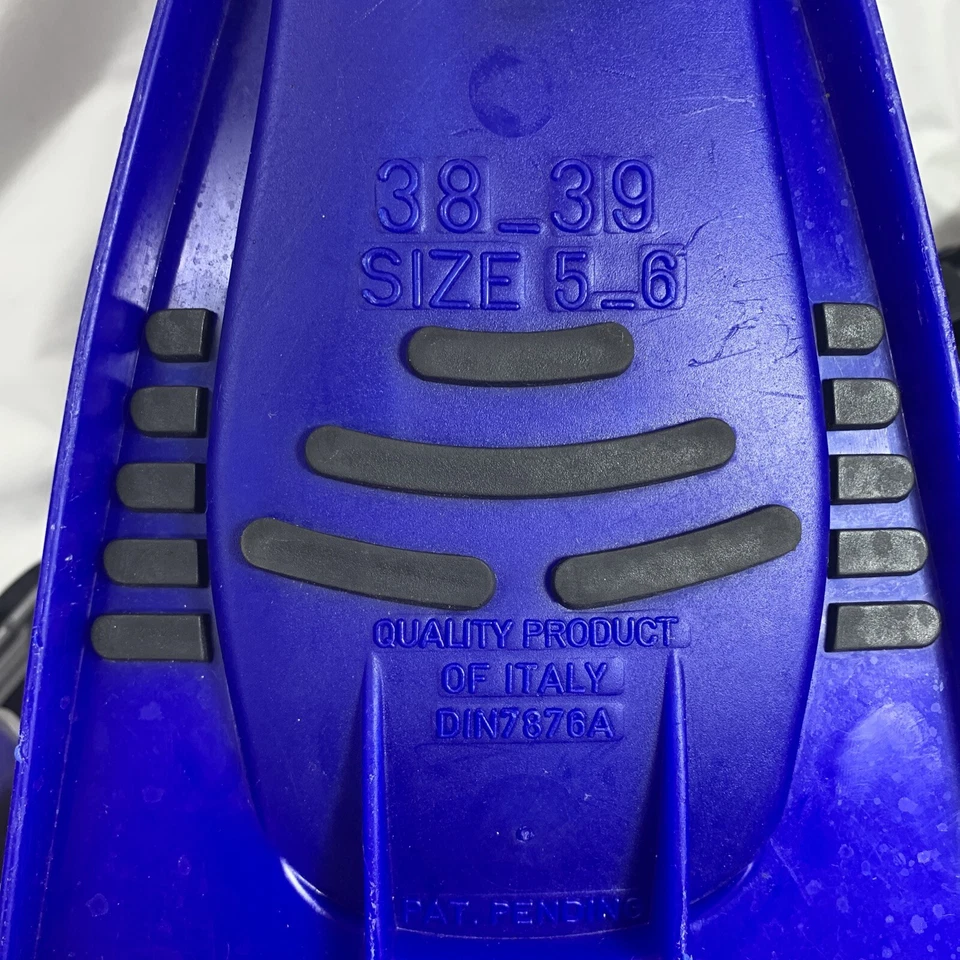 38_39
SIZE 5_6
QUALITY PRODUCT
OF ITALY
DIN7876A
PAT. PENDING